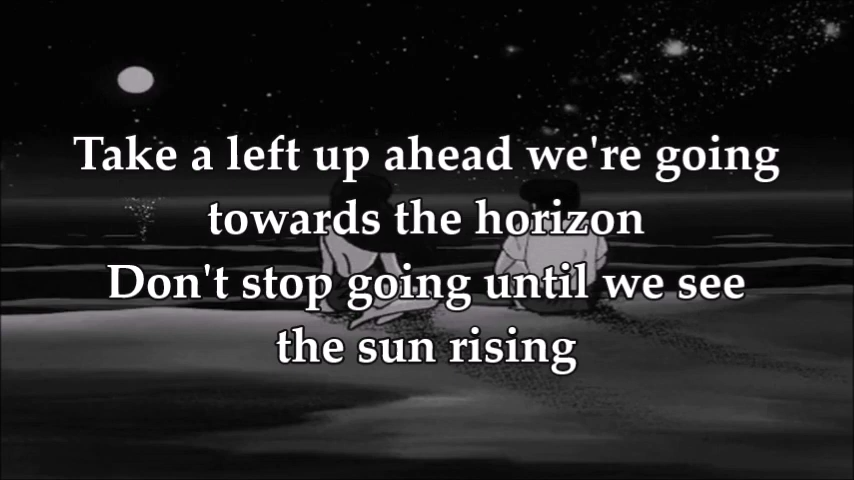 Take a left up ahead we're going
towards the horizon
Don't stop going until we see
the sun rising